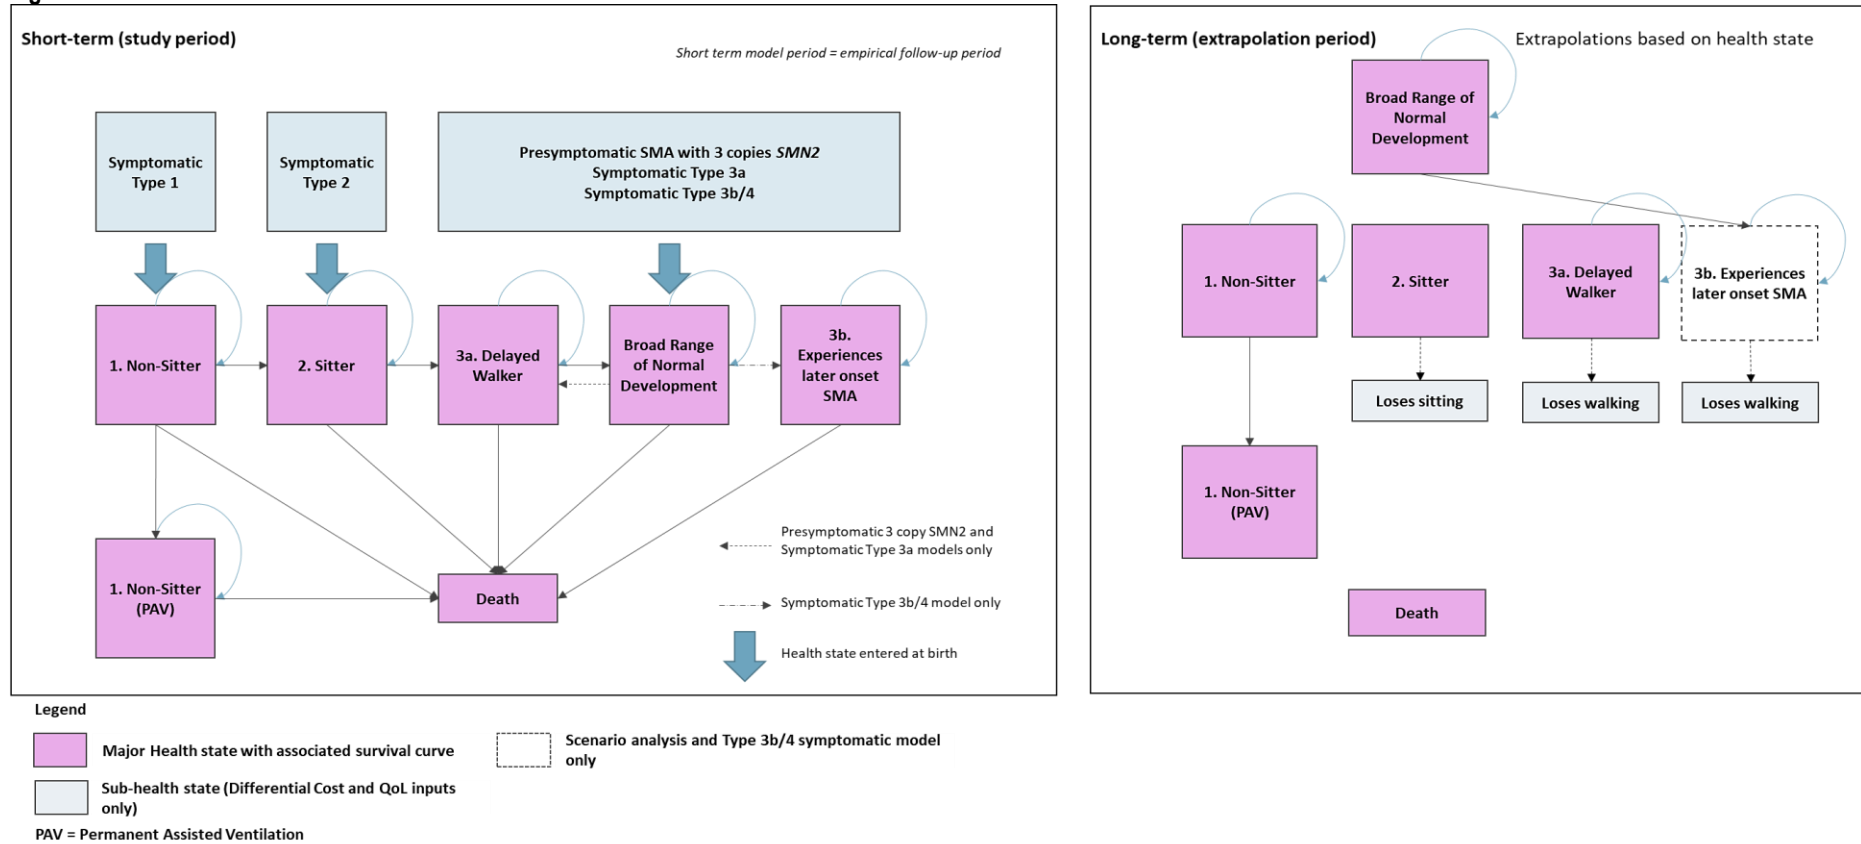 Short-term (study period)
Short term model period = empirical follow-up period
Symptomatic
Type 1
Symptomatic
Type 2
Presymptomatic SMA with 3 copies SMN2
Symptomatic Type 3a
Symptomatic Type 3b/4
1. Non-Sitter
2. Sitter
3a. Delayed
Walker
Broad Range
of Normal
Development
3b.
Experiences
later onset
SMA
1. Non-Sitter
(PAV)
Death
Presymptomatic 3 copy SMN2 and
Symptomatic Type 3a models only
Symptomatic Type 3b/4 model only
Health state entered at birth
Long-term (extrapolation period)
Extrapolations based on health state
Broad Range of
Normal
Development
1. Non-Sitter
2. Sitter
3a. Delayed
Walker
3b. Experiences
later onset SMA
Loses sitting
Loses walking
Loses walking
1. Non-Sitter
(PAV)
Death
Legend
Major Health state with associated survival curve
Scenario analysis and Type 3b/4 symptomatic model
only
Sub-health state (Differential Cost and QoL inputs
only)
PAV = Permanent Assisted Ventilation